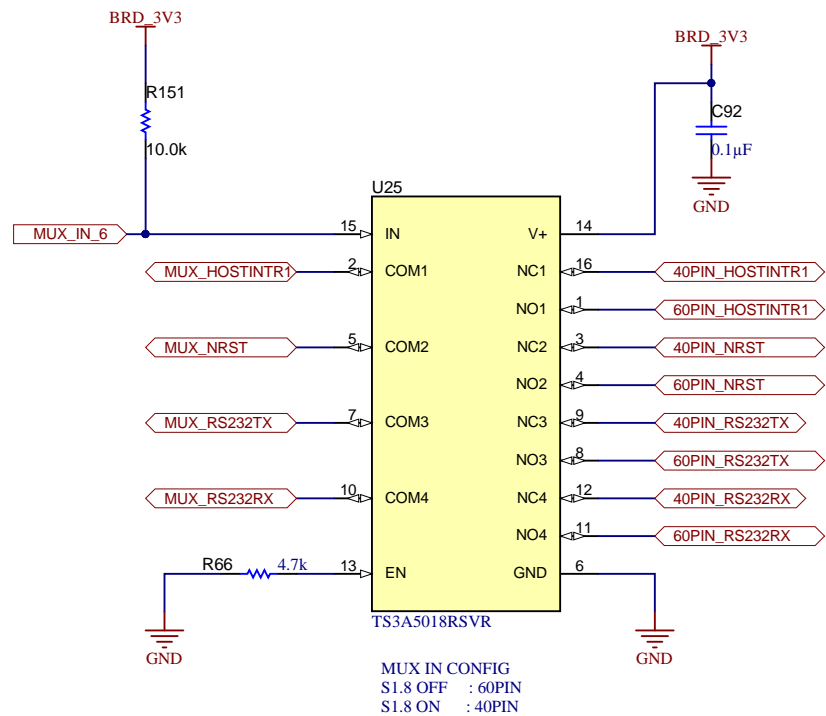 BRD_3V3
BRD_3V3
R151
C92
10.0k
0.1µF
GND
U25
MUX_IN_6
15
IN
V+
14
MUX_HOSTINTR1
2
COM1
NC1
16
40PIN_HOSTINTR1
NO1
1
60PIN_HOSTINTR1
MUX_NRST
5
COM2
NC2
3
40PIN_NRST
NO2
4
60PIN_NRST
MUX_RS232TX
7
COM3
NC3
9
40PIN_RS232TX
NO3
8
60PIN_RS232TX
MUX_RS232RX
10
COM4
NC4
12
40PIN_RS232RX
NO4
11
60PIN_RS232RX
R66
4.7k
13
EN
GND
6
TS3A5018RSVR
GND
GND
MUX IN CONFIG
S1.8 OFF : 60PIN
S1.8 ON : 40PIN